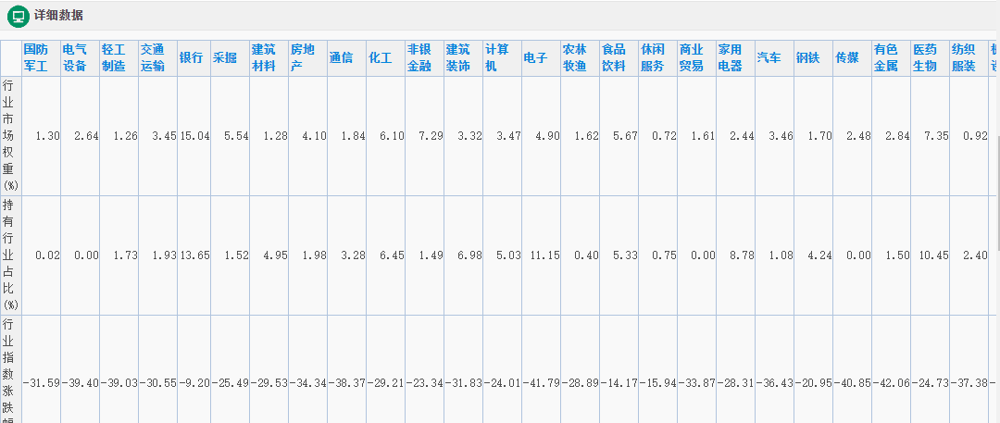 详细数据
国防军工 电气设备 轻工制造 交通运输 银行 采掘 建筑材料 房地产 通信 化工 非银金融 建筑装饰 计算机 电子 农林牧渔 食品饮料 休闲服务 商业贸易 家用电器 汽车 钢铁 传媒 有色金属 医药生物 纺织服装
行业市场权重(%) 1.30 2.64 1.26 3.45 15.04 5.54 1.28 4.10 1.84 6.10 7.29 3.32 3.47 4.90 1.62 5.67 0.72 1.61 2.44 3.46 1.70 2.48 2.84 7.35 0.92
持有行业占比(%) 0.02 0.00 1.73 1.93 13.65 1.52 4.95 1.98 3.28 6.45 1.49 6.98 5.03 11.15 0.40 5.33 0.75 0.00 8.78 1.08 4.24 0.00 1.50 10.45 2.40
行业指数涨跌幅 -31.59 -39.40 -39.03 -30.55 -9.20 -25.49 -29.53 -34.34 -38.37 -29.21 -23.34 -31.83 -24.01 -41.79 -28.89 -14.17 -15.94 -33.87 -28.31 -36.43 -20.95 -40.85 -42.06 -24.73 -37.38 -